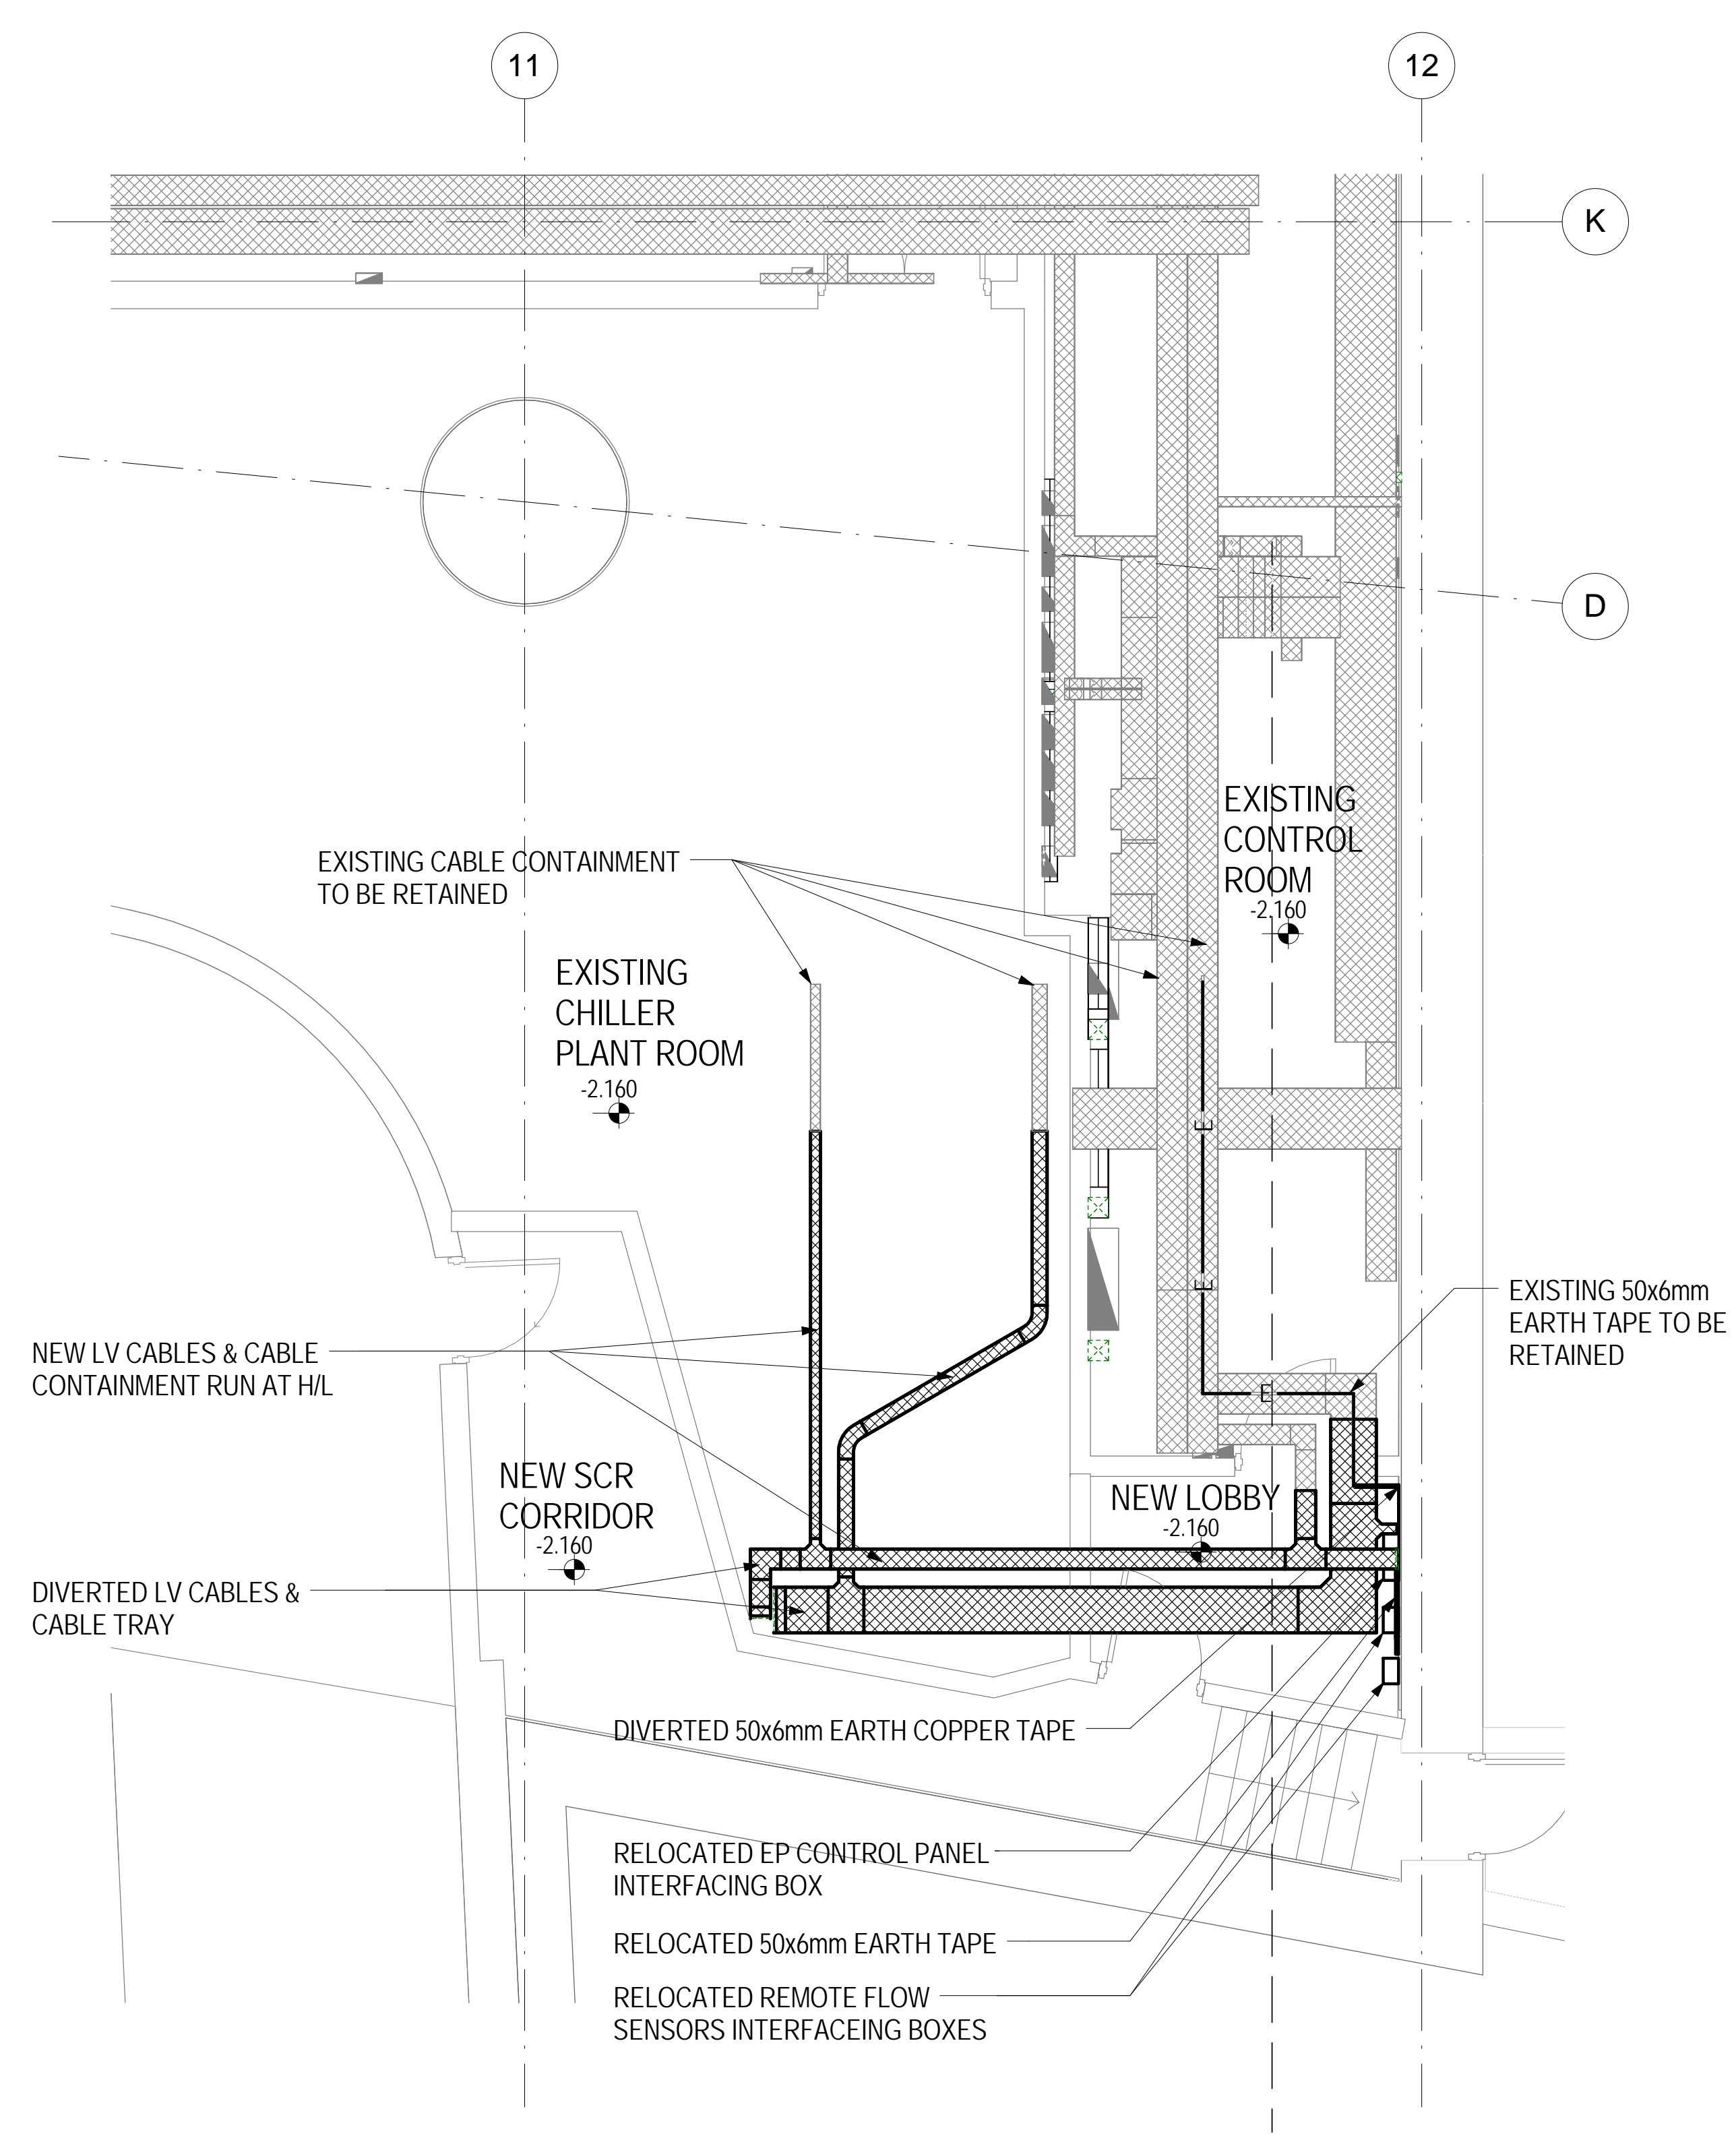 11
12
K
D
EXISTING
CONTROL
ROOM
-2.160
EXISTING CABLE CONTAINMENT
TO BE RETAINED
EXISTING
CHILLER
PLANT ROOM
-2.160
E
E
EXISTING 50x6mm
EARTH TAPE TO BE
RETAINED
NEW LV CABLES & CABLE
CONTAINMENT RUN AT H/L
E
NEW SCR
CORRIDOR
-2.160
NEW LOBBY
-2.160
DIVERTED LV CABLES &
CABLE TRAY
DIVERTED 50x6mm EARTH COPPER TAPE
RELOCATED EP CONTROL PANEL
INTERFACING BOX
RELOCATED 50x6mm EARTH TAPE
RELOCATED REMOTE FLOW
SENSORS INTERFACEING BOXES